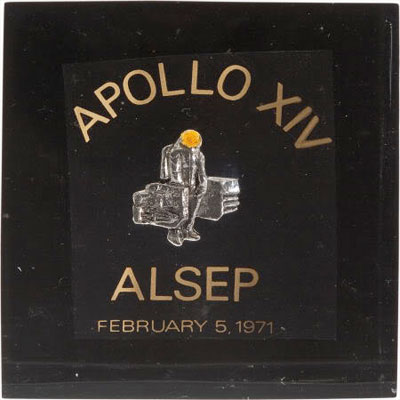 APOLLO XIV
ALSEP
FEBRUARY 5, 1971